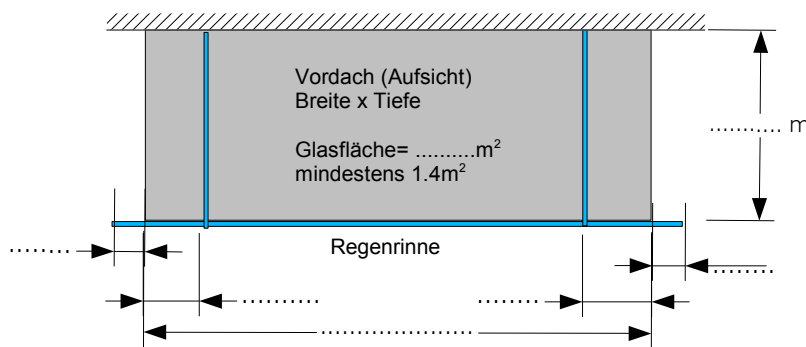 Vordach (Aufsicht)
Breite x Tiefe
Glasfläche= ..........m²
mindestens 1.4m²
............ m
Regenrinne
........
.........
..........
.........
..................